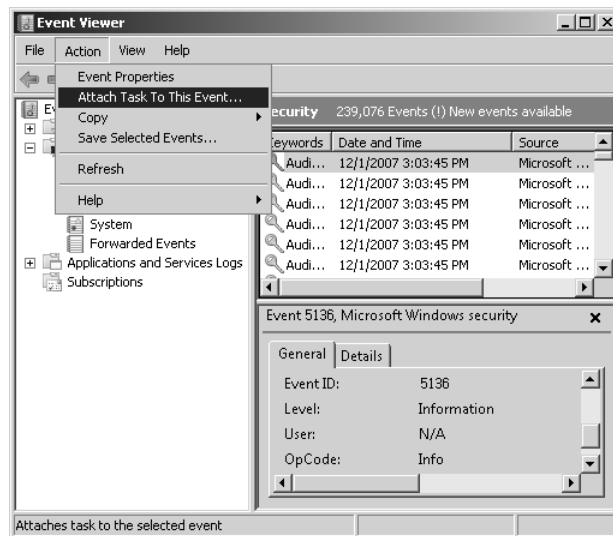 Event Viewer
File Action View Help
Event Properties
Attach Task To This Event...
Copy
Save Selected Events...
Refresh
Help
Ev
System
Forwarded Events
Applications and Services Logs
Subscriptions
ecurity 239,076 Events (!) New events available
eywords Date and Time Source
Audi... 12/1/2007 3:03:45 PM Microsoft ...
Audi... 12/1/2007 3:03:45 PM Microsoft ...
Audi... 12/1/2007 3:03:45 PM Microsoft ...
Audi... 12/1/2007 3:03:45 PM Microsoft ...
Audi... 12/1/2007 3:03:45 PM Microsoft ...
Audi... 12/1/2007 3:03:45 PM Microsoft ...
Event 5136, Microsoft Windows security
General Details
Event ID: 5136
Level: Information
User: N/A
OpCode: Info
Attaches task to the selected event